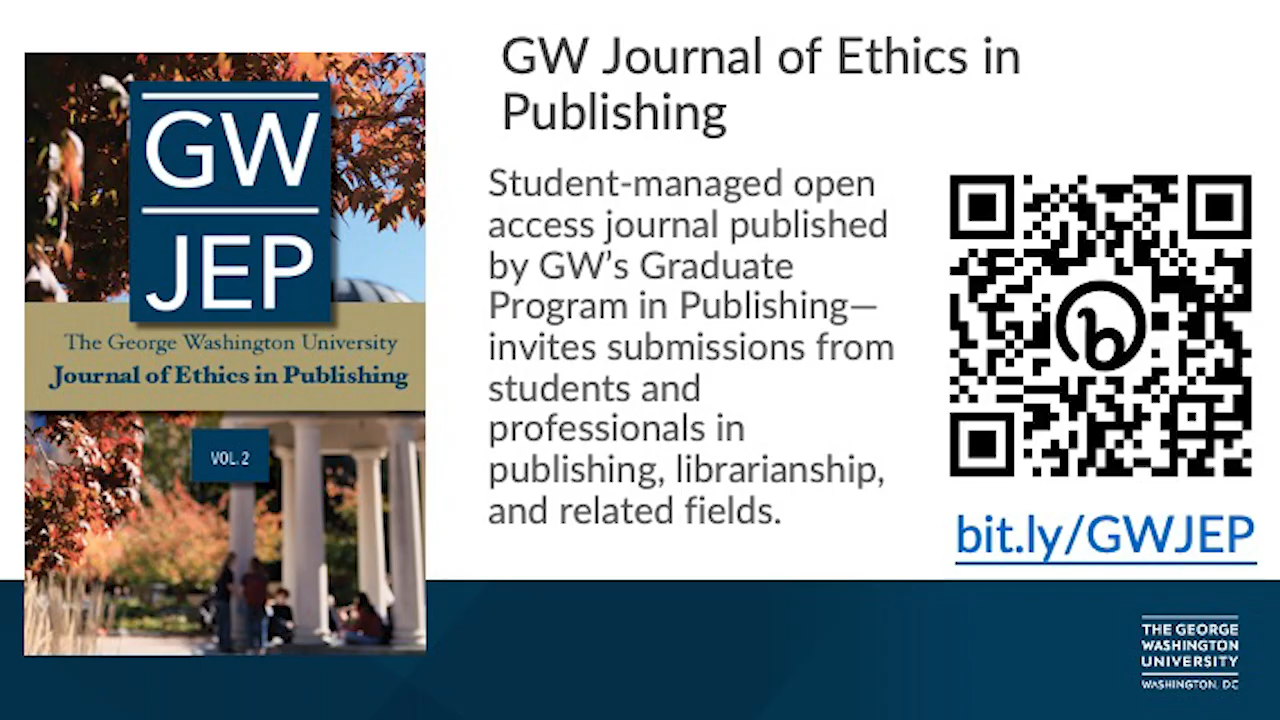 GW
JEP
The George Washington University
Journal of Ethics in Publishing
VOL.2
GW Journal of Ethics in
Publishing
Student-managed open
access journal published
by GW’s Graduate
Program in Publishing—
invites submissions from
students and
professionals in
publishing, librarianship,
and related fields.
b
bit.ly/GWJEP
THE GEORGE
WASHINGTON
UNIVERSITY
WASHINGTON, DC